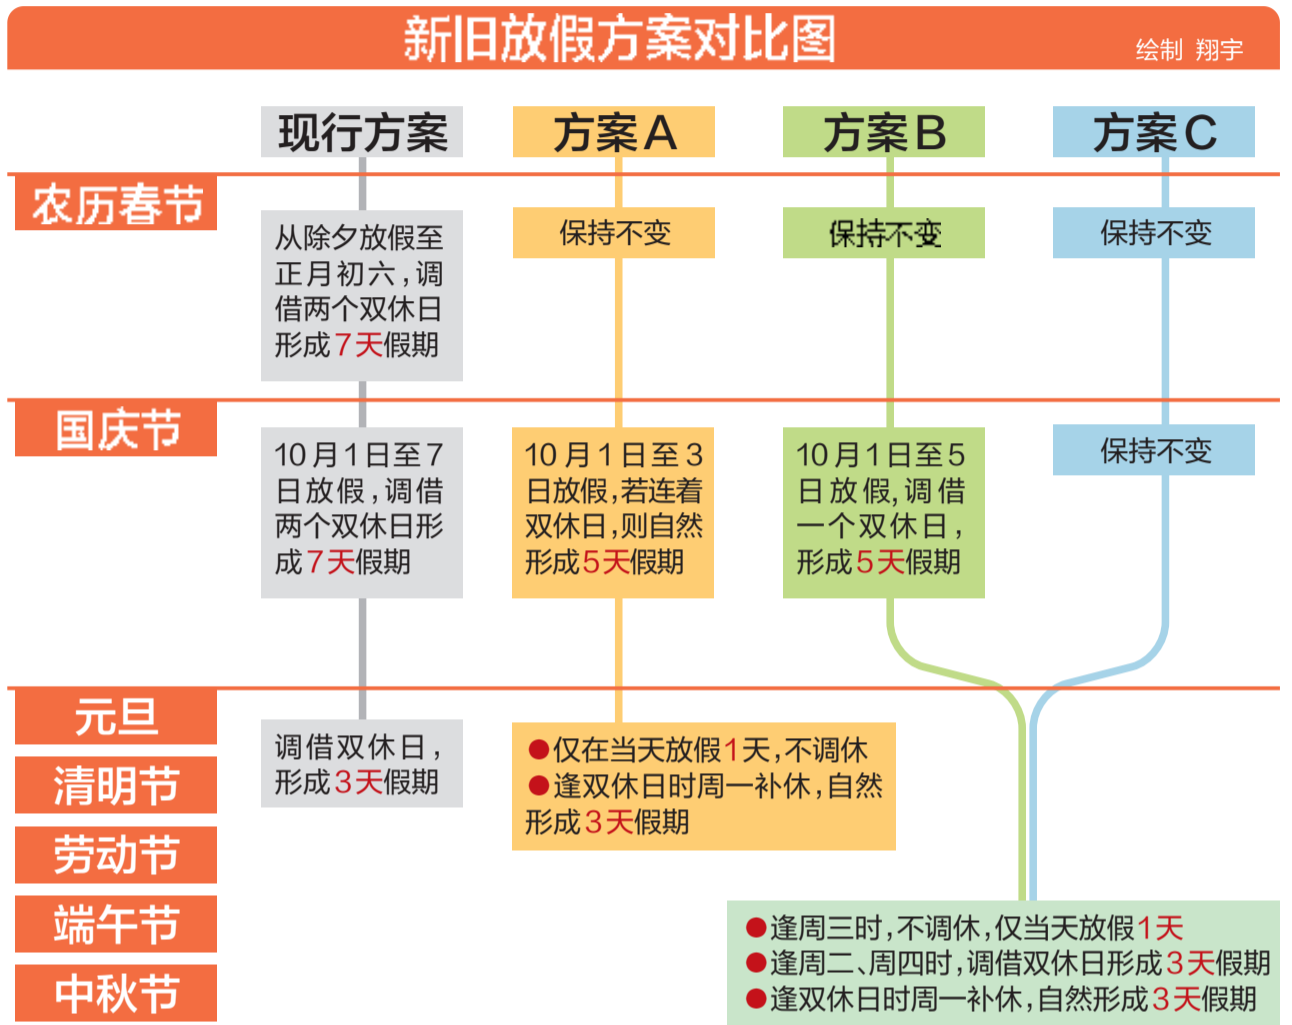 新旧放假方案对比图
绘制 翔宇
现行方案
方案A
方案B
方案C
农历春节
从除夕放假至
正月初六,调
借两个双休日
形成7天假期
保持不变
保持不变
保持不变
国庆节
10月1日至7
日放假,调借
两个双休日形
成7天假期
10月1日至3
日放假,若连着
双休日,则自然
形成5天假期
10月1日至5
日放假,调借
一个双休日,
形成5天假期
保持不变
元旦
清明节
劳动节
端午节
中秋节
调借双休日,
形成3天假期
●仅在当天放假1天,不调休
●逢双休日时周一补休,自然
形成3天假期
●逢周三时,不调休,仅当天放假1天
●逢周二、周四时,调借双休日形成3天假期
●逢双休日时周一补休,自然形成3天假期